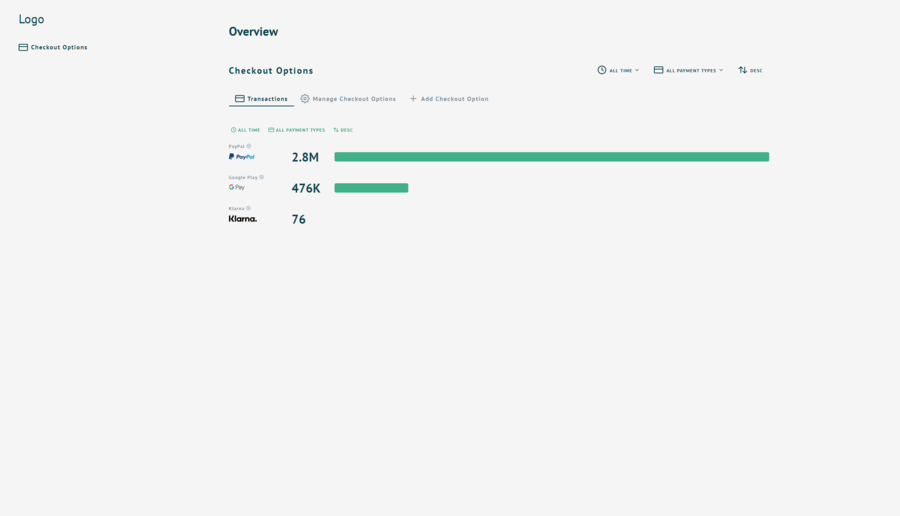 Logo
Checkout Options
Overview
Checkout Options
ALL TIME
ALL PAYMENT TYPES
DESC
Transactions
Manage Checkout Options
Add Checkout Option
ALL TIME
ALL PAYMENT TYPES
DESC
PayPal
PayPal
2.8M
Google Play
G Pay
476K
Klarna
Klarna.
76